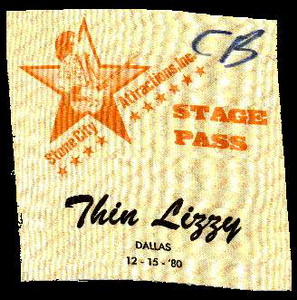 CB
Stone City Attractions, Inc.
STAGE
PASS
Thin Lizzy
DALLAS
12 - 15 - '80